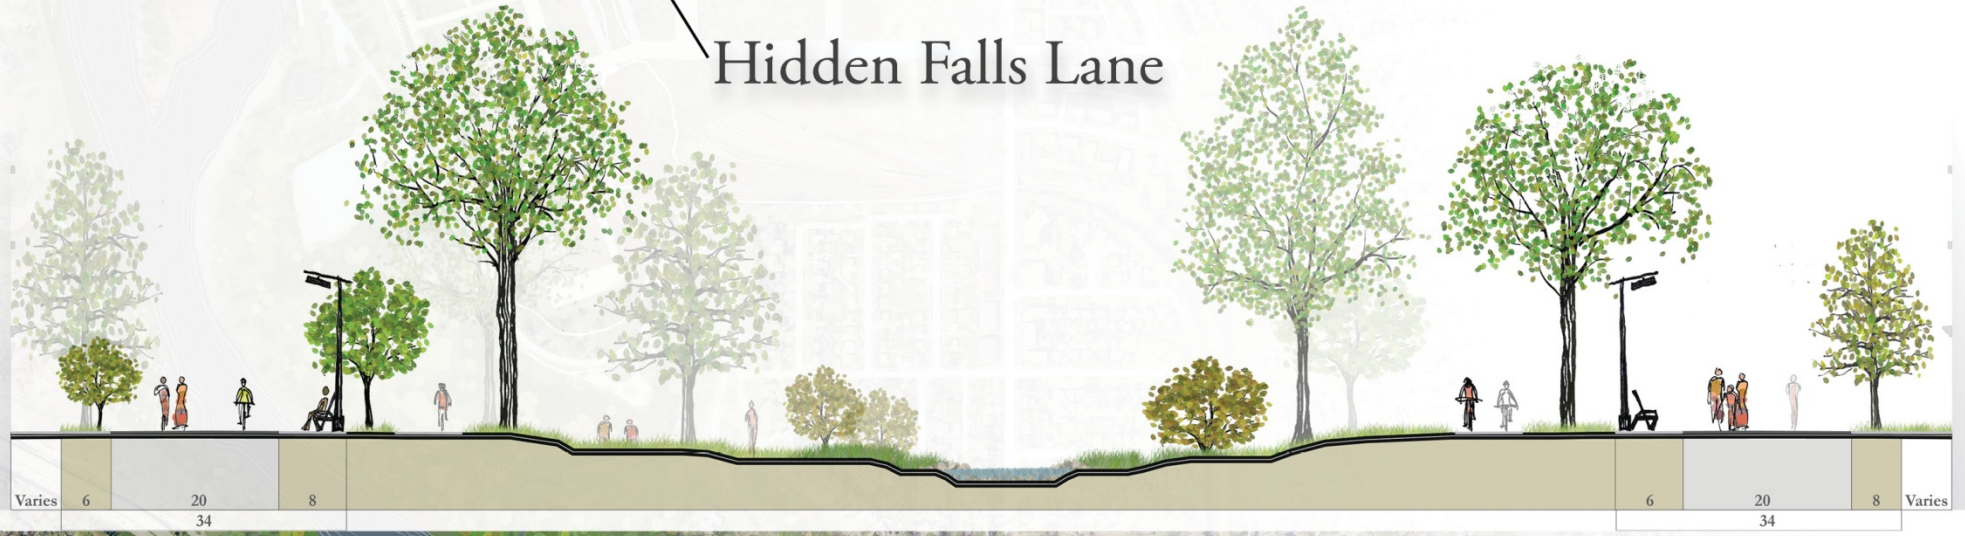 Hidden Falls Lane
Varies 6 20 8 6 20 8 Varies
34 34